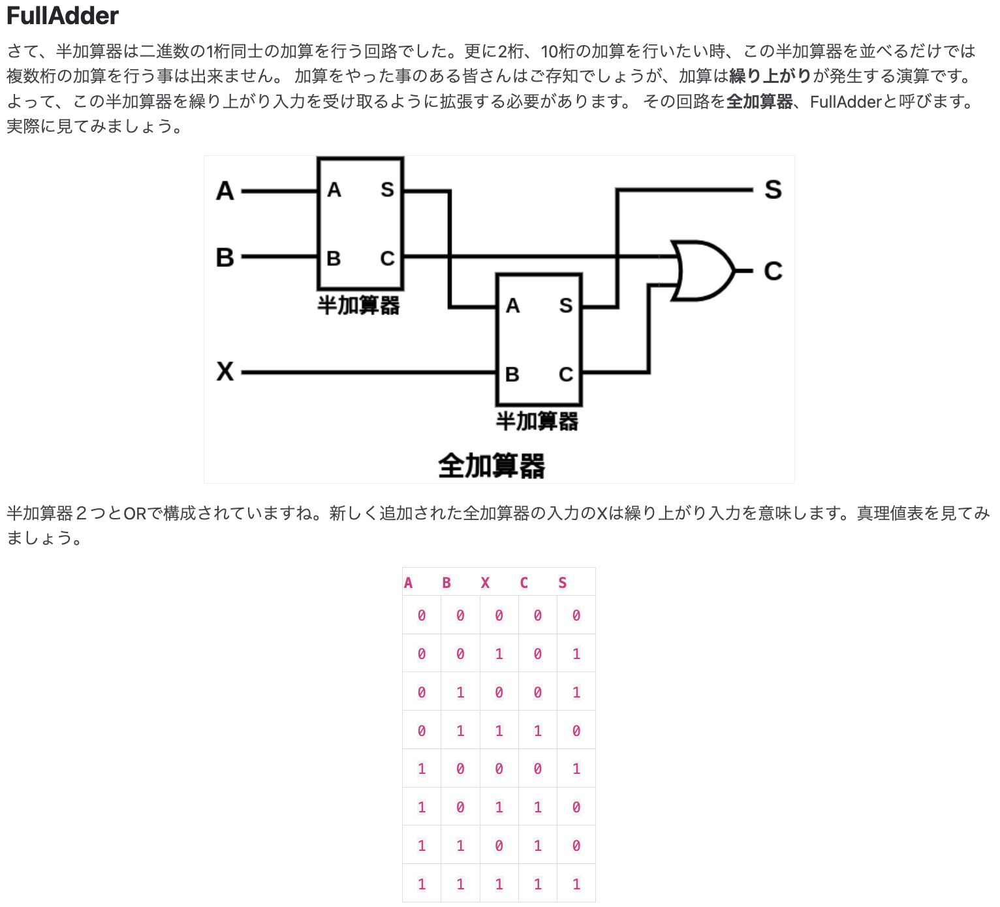 FullAdder
さて、半加算器は二進数の1桁同士の加算を行う回路でした。更に2桁、10桁の加算を行いたい時、この半加算器を並べるだけでは
複数桁の加算を行う事は出来ません。 加算をやった事のある皆さんはご存知でしょうが、加算は繰り上がりが発生する演算です。
よって、この半加算器を繰り上がり入力を受け取るように拡張する必要があります。 その回路を全加算器、FullAdderと呼びます。
実際に見てみましょう。
A A S S
B B C C
半加算器
A S
X B C
半加算器
全加算器
半加算器２つとORで構成されていますね。新しく追加された全加算器の入力のXは繰り上がり入力を意味します。真理値表を見てみ
ましょう。
A B X C S
0 0 0 0 0
0 0 1 0 1
0 1 0 0 1
0 1 1 1 0
1 0 0 0 1
1 0 1 1 0
1 1 0 1 0
1 1 1 1 1